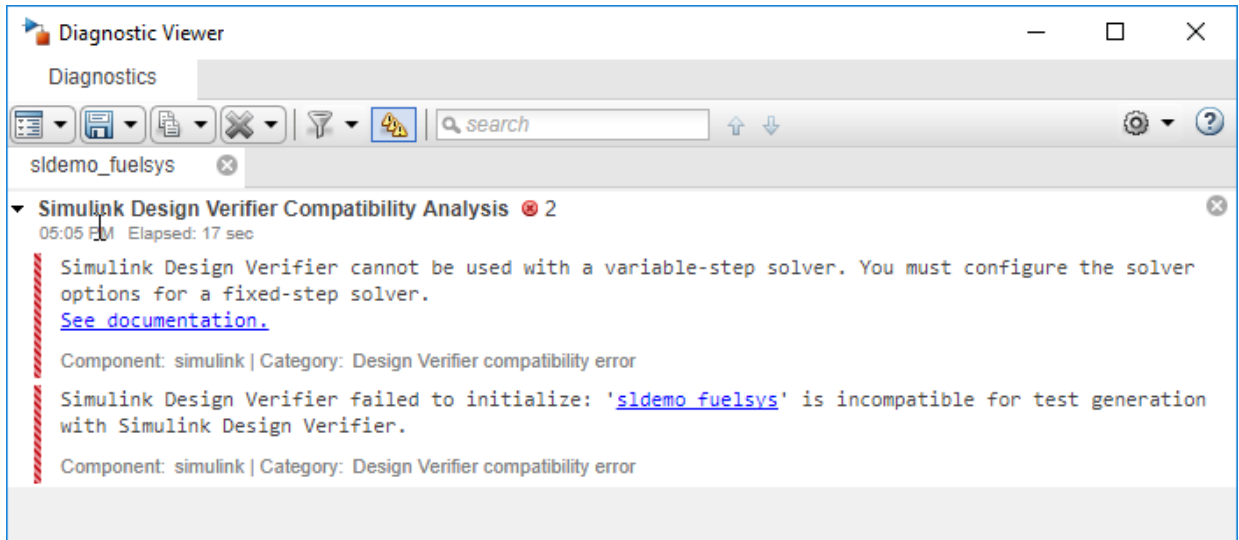 Diagnostic Viewer
Diagnostics
search
sldemo_fuelsys
Simulink Design Verifier Compatibility Analysis 2
05:05 PM Elapsed: 17 sec
Simulink Design Verifier cannot be used with a variable-step solver. You must configure the solver
options for a fixed-step solver.
See documentation.
Component: simulink | Category: Design Verifier compatibility error
Simulink Design Verifier failed to initialize: 'sldemo_fuelsys' is incompatible for test generation
with Simulink Design Verifier.
Component: simulink | Category: Design Verifier compatibility error